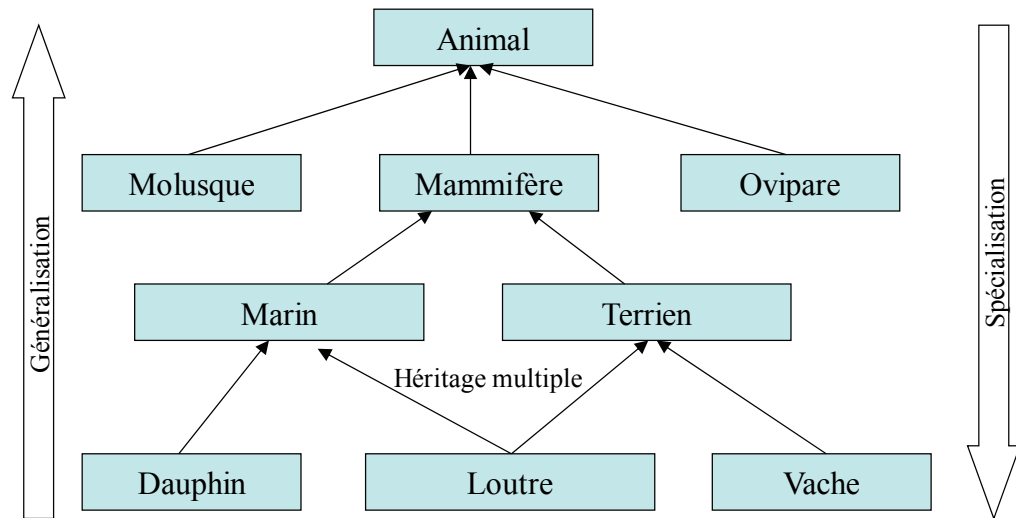 Animal
Molusque
Mammifère
Ovipare
Généralisation
Spécialisation
Marin
Terrien
Héritage multiple
Dauphin
Loutre
Vache